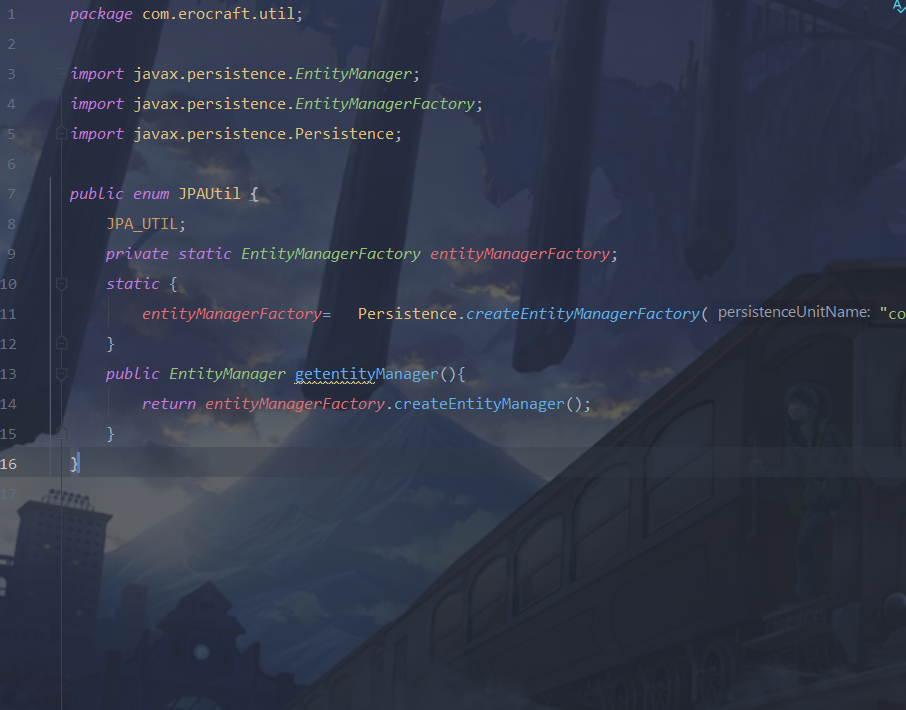 1 package com.erocraft.util;
2
3 import javax.persistence.EntityManager;
4 import javax.persistence.EntityManagerFactory;
5 import javax.persistence.Persistence;
6
7 public enum JPAUtil {
8 JPA_UTIL;
9 private static EntityManagerFactory entityManagerFactory;
10 static {
11 entityManagerFactory= Persistence.createEntityManagerFactory( persistenceUnitName: "co
12 }
13 public EntityManager getentityManager(){
14 return entityManagerFactory.createEntityManager();
15 }
16 }
17